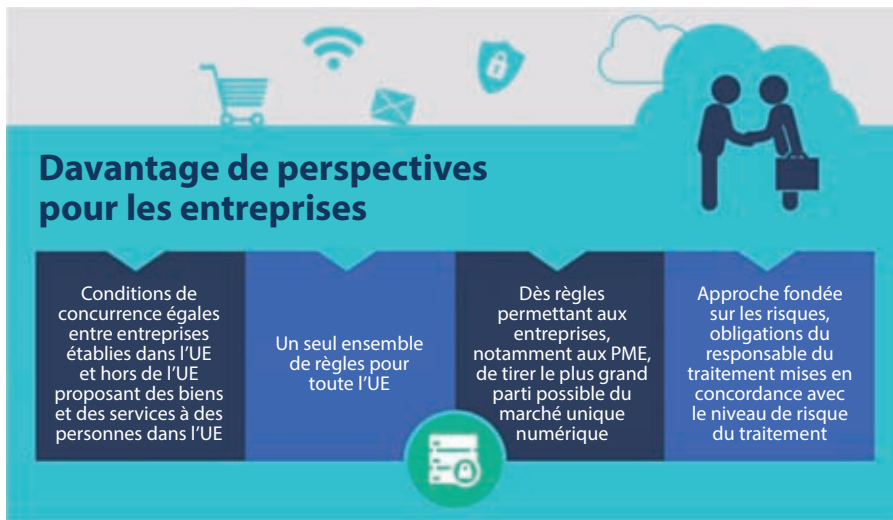 Davantage de perspectives
pour les entreprises
Conditions de
concurrence égales
entre entreprises
établies dans l’UE
et hors de l’UE
proposant des biens
et des services à des
personnes dans l’UE
Un seul ensemble
de règles pour
toute l’UE
Dès règles
permettant aux
entreprises,
notamment aux PME,
de tirer le plus grand
parti possible du
marché unique
numérique
Approche fondée
sur les risques,
obligations du
responsable du
traitement mises en
concordance avec
le niveau de risque
du traitement